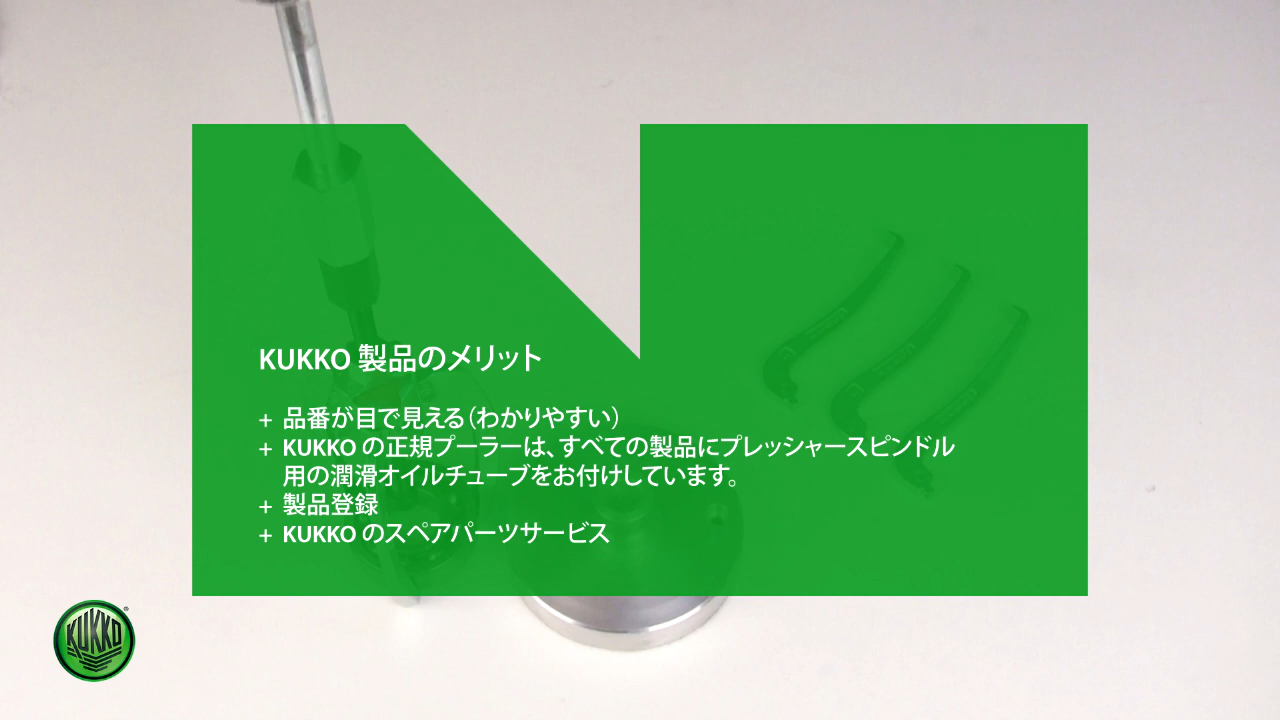 KUKKO 製品のメリット
+ 品番が目で見える（わかりやすい）
+ KUKKO の正規プーラーは、すべての製品にプレッシャースピンドル
用の潤滑オイルチューブをお付けしています。
+ 製品登録
+ KUKKO のスペアパーツサービス
KUKKO
®